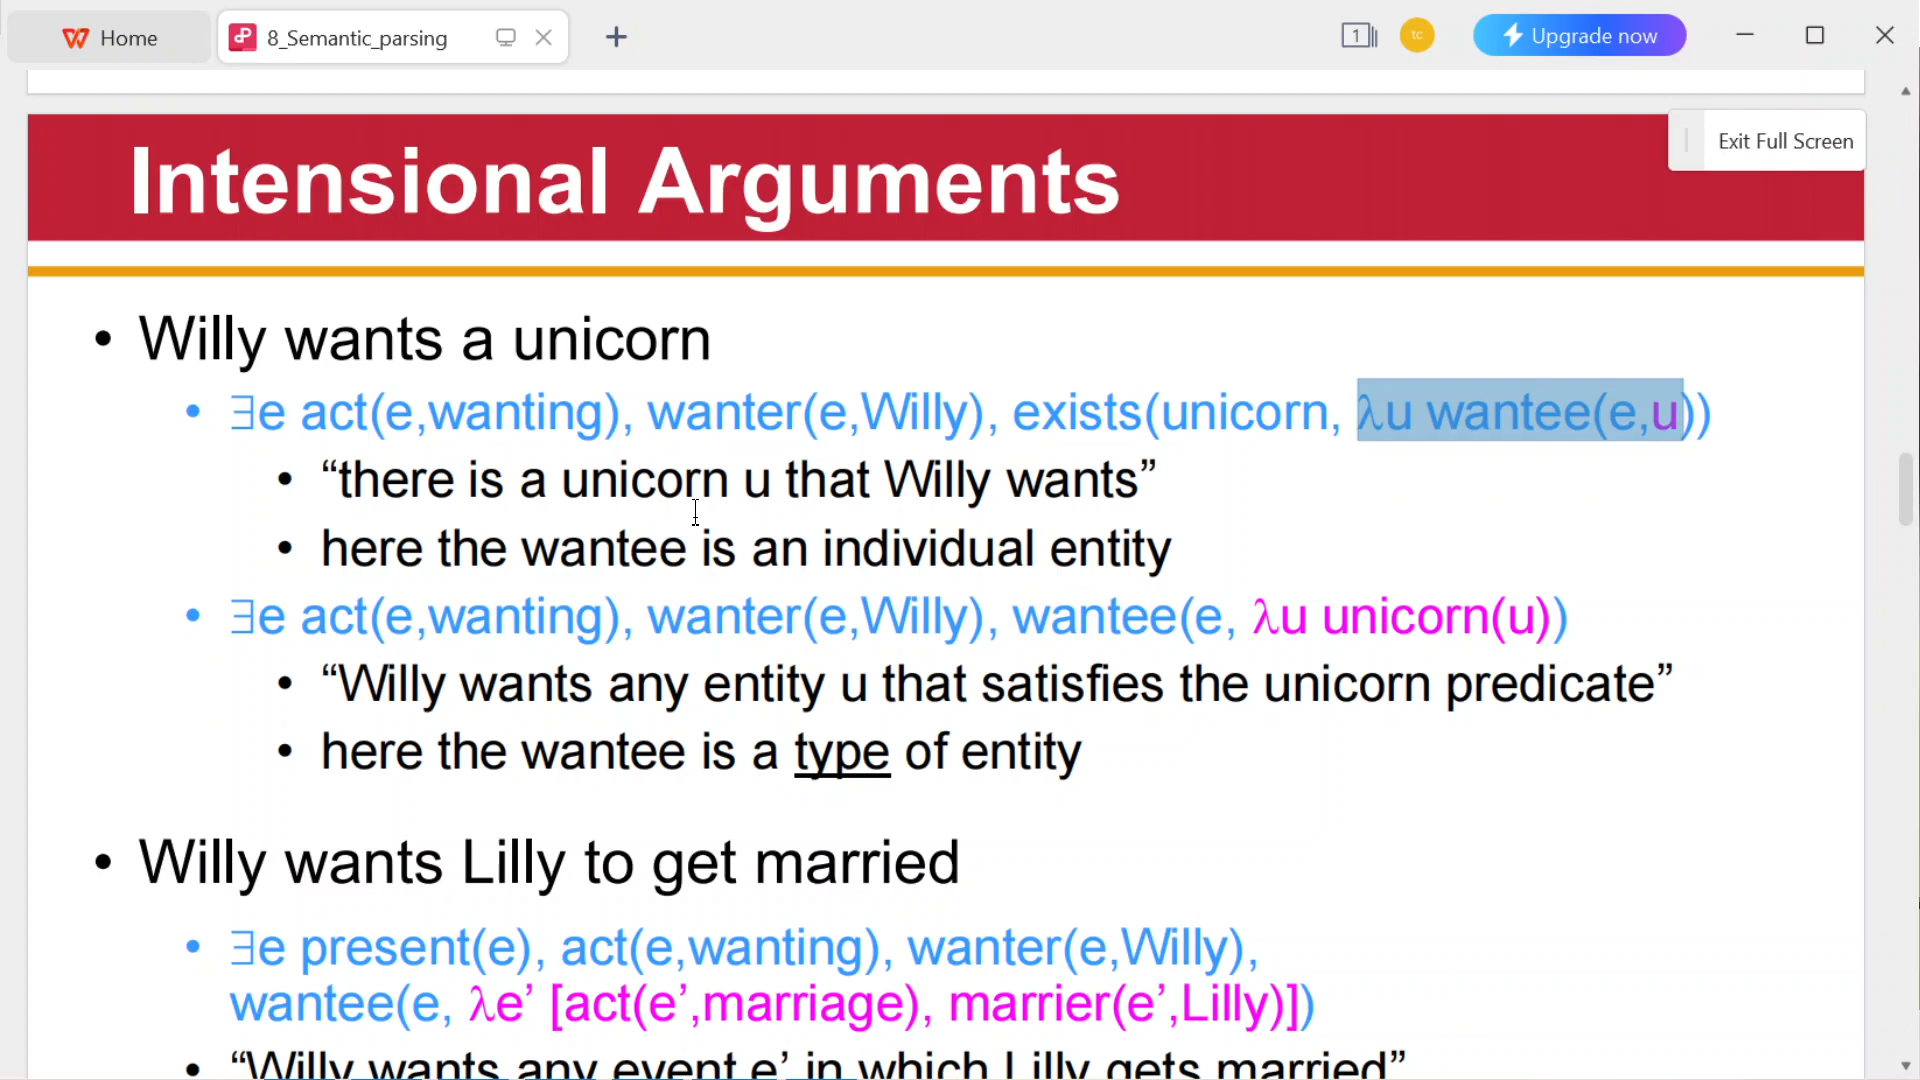 Home
8_Semantic_parsing
1
tc
Upgrade now
Exit Full Screen
Intensional Arguments
• Willy wants a unicorn
• ∃e act(e,wanting), wanter(e,Willy), exists(unicorn, λu wantee(e,u))
• “there is a unicorn u that Willy wants”
• here the wantee is an individual entity
• ∃e act(e,wanting), wanter(e,Willy), wantee(e, λu unicorn(u))
• “Willy wants any entity u that satisfies the unicorn predicate”
• here the wantee is a type of entity
• Willy wants Lilly to get married
• ∃e present(e), act(e,wanting), wanter(e,Willy),
wantee(e, λe’ [act(e’,marriage), marrier(e’,Lilly)])
• “Willy wants any event e’ in which Lilly gets married”